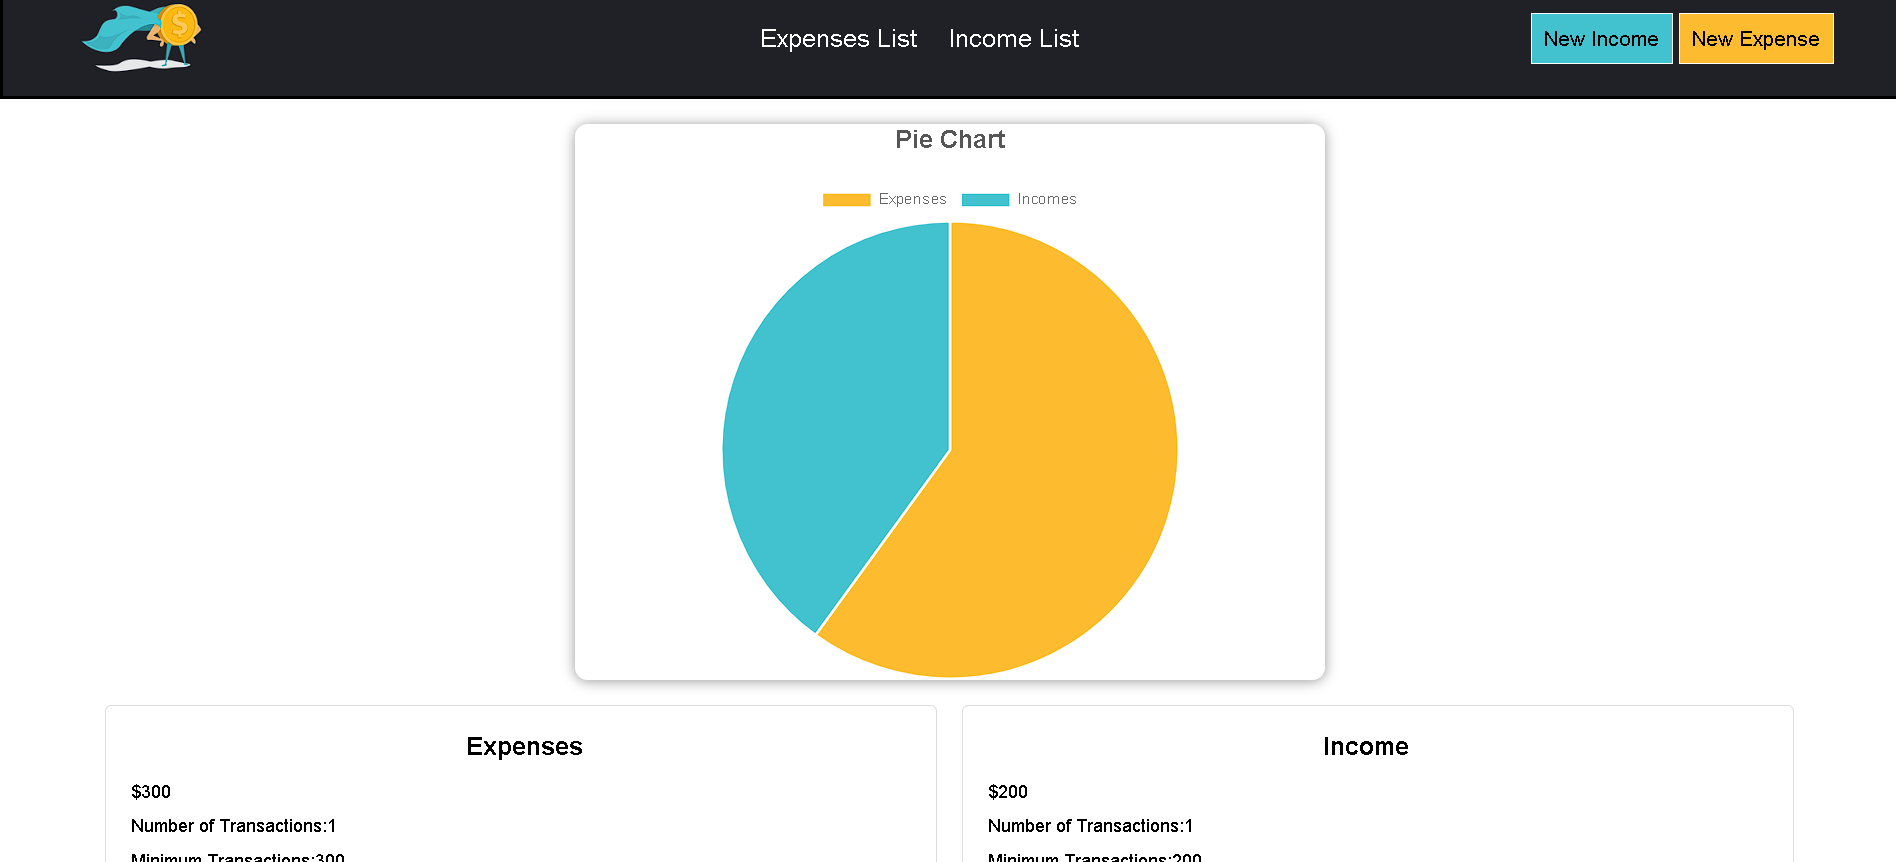 $
Expenses List Income List
New Income New Expense
Pie Chart
Expenses Incomes
Expenses
$300
Number of Transactions:1
Minimum Transactions:300
Income
$200
Number of Transactions:1
Minimum Transactions:200